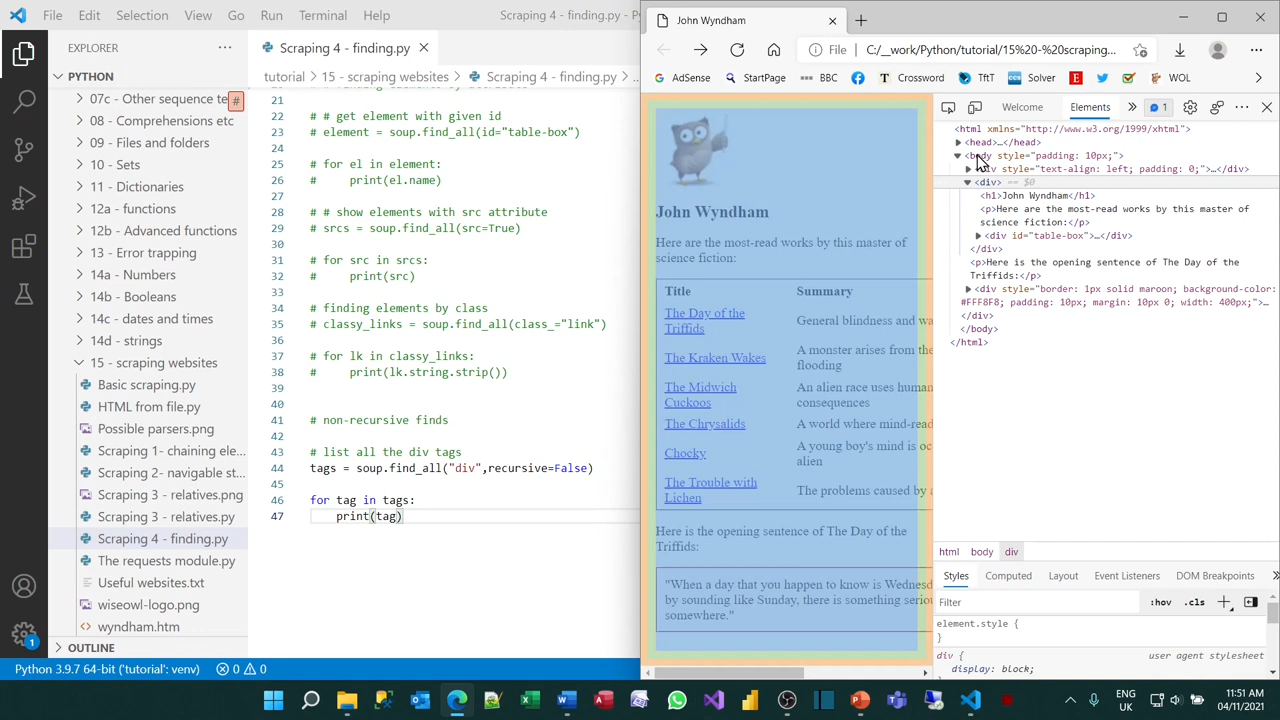 File Edit Selection View Go Run Terminal Help Scraping 4 - finding.py -
EXPLORER
PYTHON
07c - Other sequence te
08 - Comprehensions etc
09 - Files and folders
10 - Sets
11 - Dictionaries
12a - functions
12b - Advanced functions
13 - Error trapping
14a - Numbers
14b - Booleans
14c - dates and times
14d - strings
15 - scraping websites
Basic scraping.py
HTML from file.py
Possible parsers.png
Scraping 1- chaining ele...
Scraping 2- navigable st...
Scraping 3 - relatives.png
Scraping 3 - relatives.py
Scraping 4 - finding.py
The requests module.py
Useful websites.txt
wiseowl-logo.png
wyndham.htm
OUTLINE
Python 3.9.7 64-bit ('tutorial': venv) 0 0
Scraping 4 - finding.py
tutorial > 15 - scraping websites > Scraping 4 - finding.py > ...
21
22 # # get element with given id
23 # element = soup.find_all(id="table-box")
24
25 # for el in element:
26 #     print(el.name)
27
28 # # show elements with src attribute
29 # srcs = soup.find_all(src=True)
30
31 # for src in srcs:
32 #     print(src)
33
34 # finding elements by class
35 # classy_links = soup.find_all(class_="link")
36
37 # for lk in classy_links:
38 #     print(lk.string.strip())
39
40
41 # non-recursive finds
42
43 # list all the div tags
44 tags = soup.find_all("div",recursive=False)
45
46 for tag in tags:
47     print(tag)
John Wyndham
File C:/__work/Python/tutorial/15%20-%20scraping...
AdSense StartPage BBC Crossword TftT Solver WOL
John Wyndham
Here are the most-read works by this master of
science fiction:
Title Summary
The Day of the
Triffids
General blindness and wa
The Kraken Wakes
A monster arises from the
flooding
The Midwich
Cuckoos
An alien race uses human
consequences
The Chrysalids A world where mind-read
Chocky
A young boy's mind is oc
alien
The Trouble with
Lichen
The problems caused by a
Here is the opening sentence of The Day of the
Triffids:
"When a day that you happen to know is Wednesd
by sounding like Sunday, there is something seriou
somewhere."
Welcome Elements 1
<html xmlns="http://www.w3.org/1999/xhtml">
<head>…</head>
<body style="padding: 10px;">
<div style="text-align: left; padding: 0;">…</div>
<div> == $0
<h1>John Wyndham</h1>
<p>Here are the most-read works by this master of
science fiction:</p>
<div id="table-box">…</div>
</div>
<p>Here is the opening sentence of The Day of the
Triffids:</p>
<div style="border: 1px solid maroon; background-color:
#FFF8F8; padding: 10px; margin: 10px 0; width: 400px;">…
</div>
</body>
</html>
html body div
Styles Computed Layout Event Listeners DOM Breakpoints
Filter :hov .cls
element.style {
}
div { user agent stylesheet
display: block;
ENG
UK
11:51 AM
04/11/2021